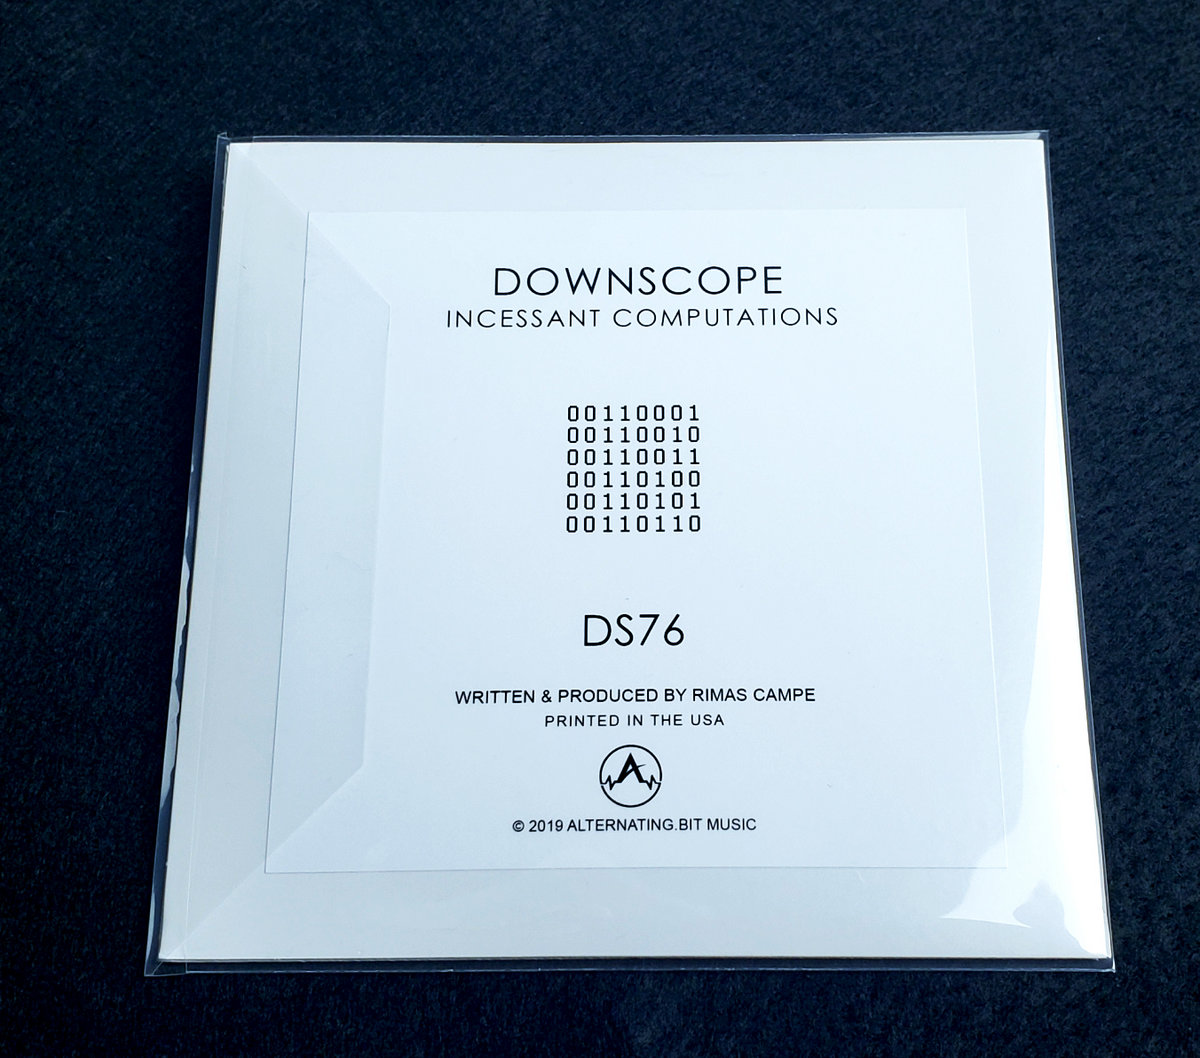 DOWNSCOPE
INCESSANT COMPUTATIONS
00110001
00110010
00110011
00110100
00110101
00110110
DS76
WRITTEN & PRODUCED BY RIMAS CAMPE
PRINTED IN THE USA
A
© 2019 ALTERNATING.BIT MUSIC